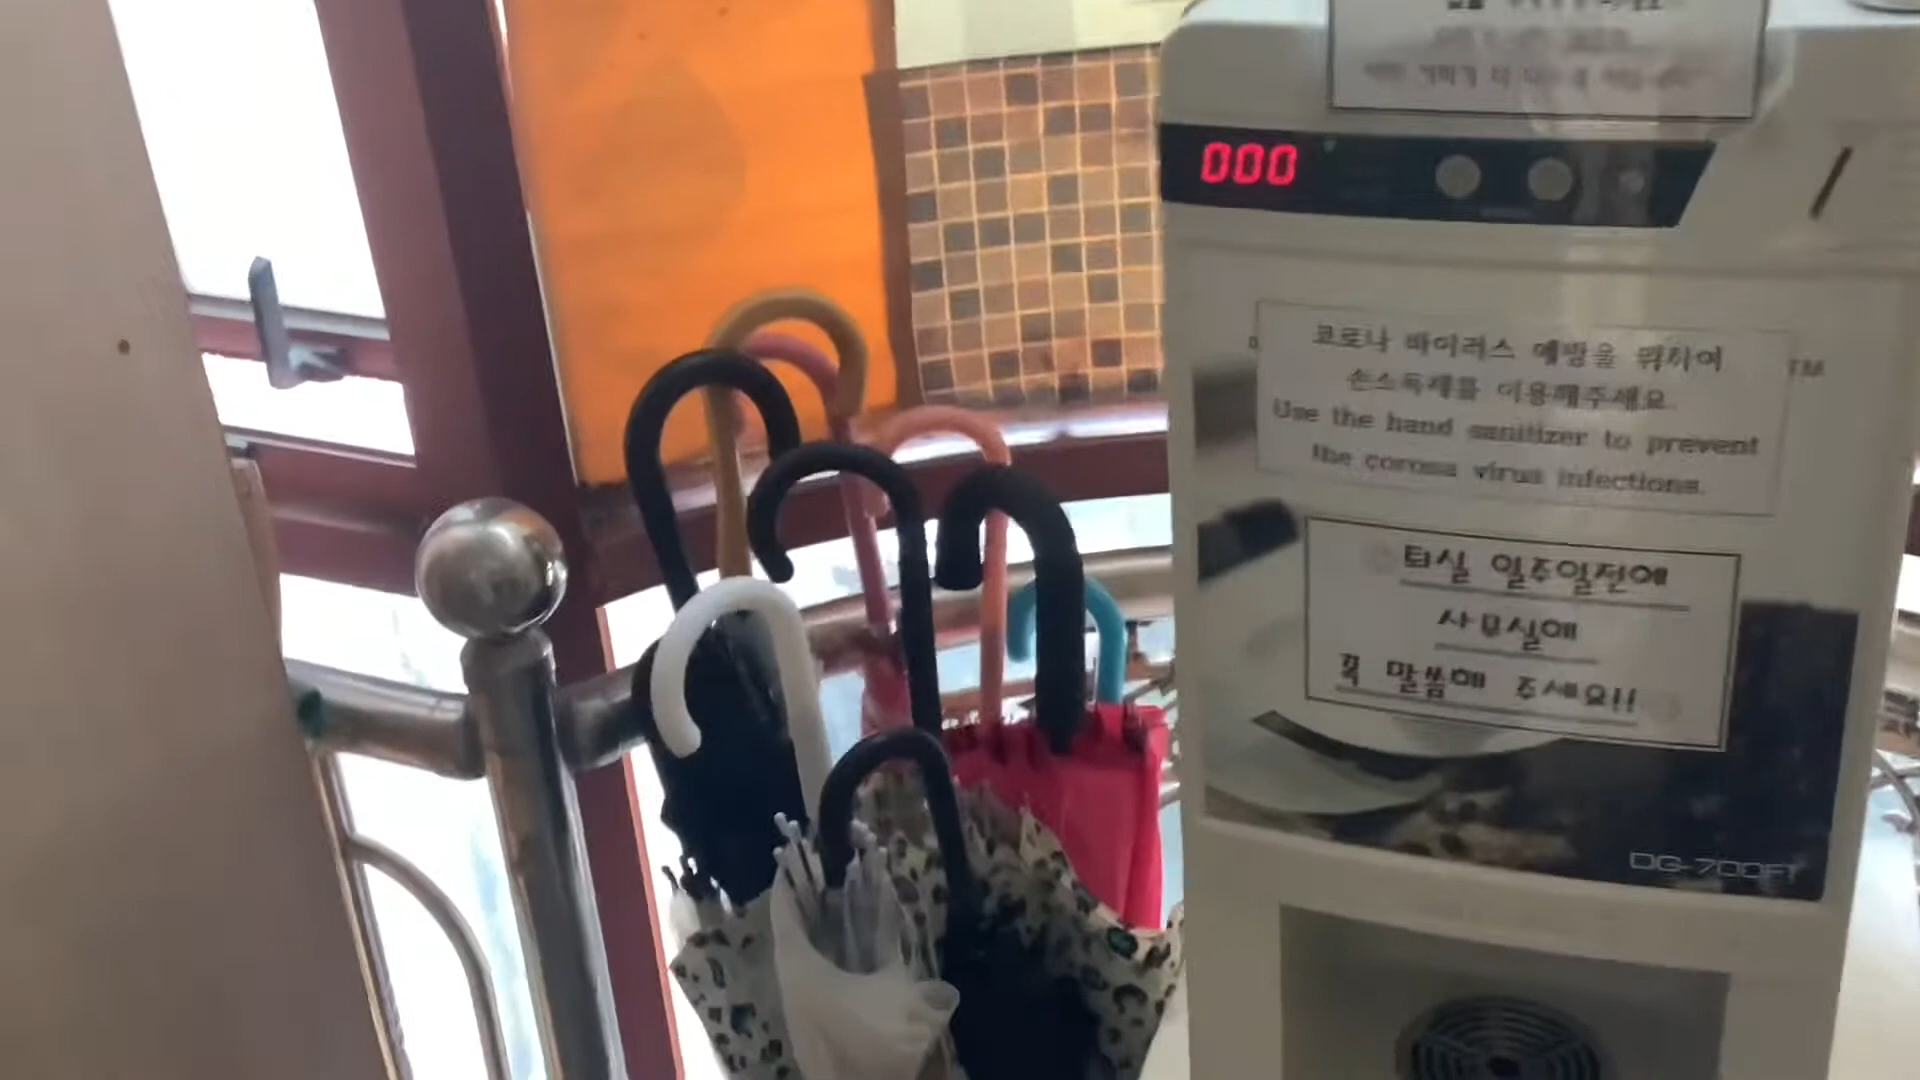 000
코로나 바이러스 예방을 위하여
손소독제를 이용해주세요.
TM
Use the hand sanitizer to prevent
the corona virus infections.
퇴실 일주일전에
사무실에
꼭 말씀해 주세요!!
DG-700FT